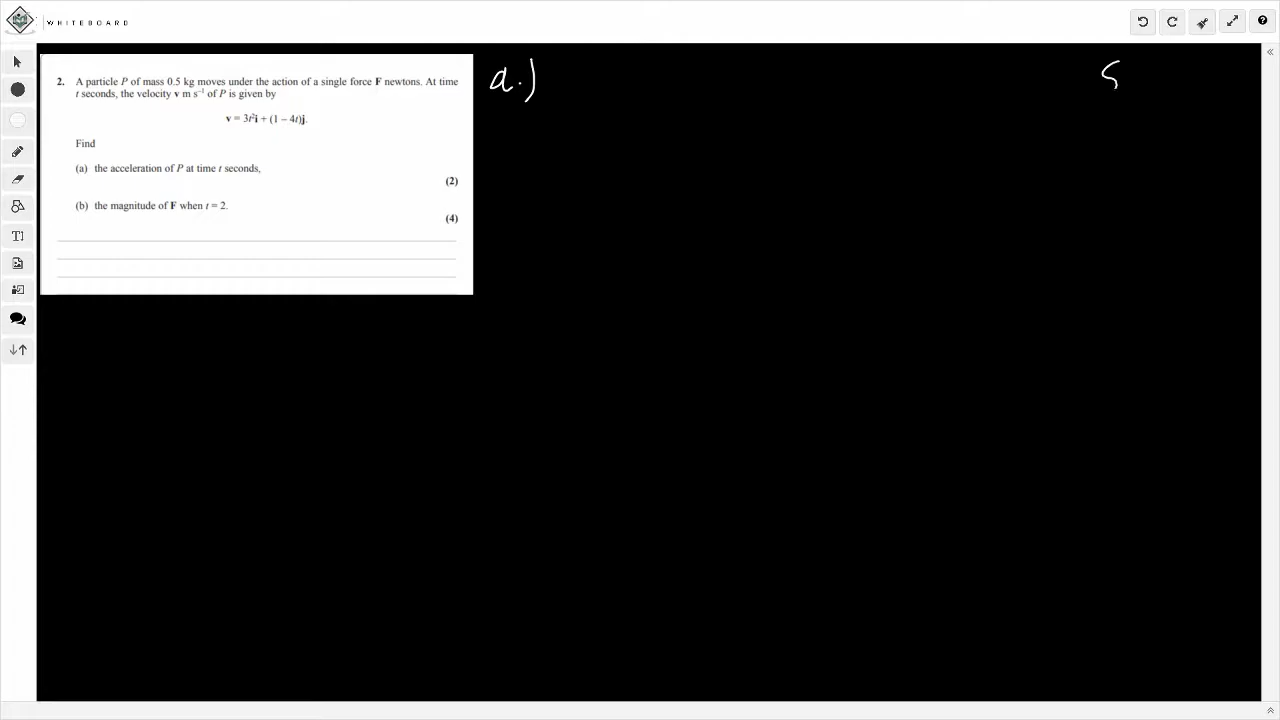 WHITEBOARD
2. A particle P of mass 0.5 kg moves under the action of a single force F newtons. At time
t seconds, the velocity v m s⁻¹ of P is given by
v = 3t²i + (1 – 4t)j.
Find
(a) the acceleration of P at time t seconds,
(2)
(b) the magnitude of F when t = 2.
(4)
a.)
S